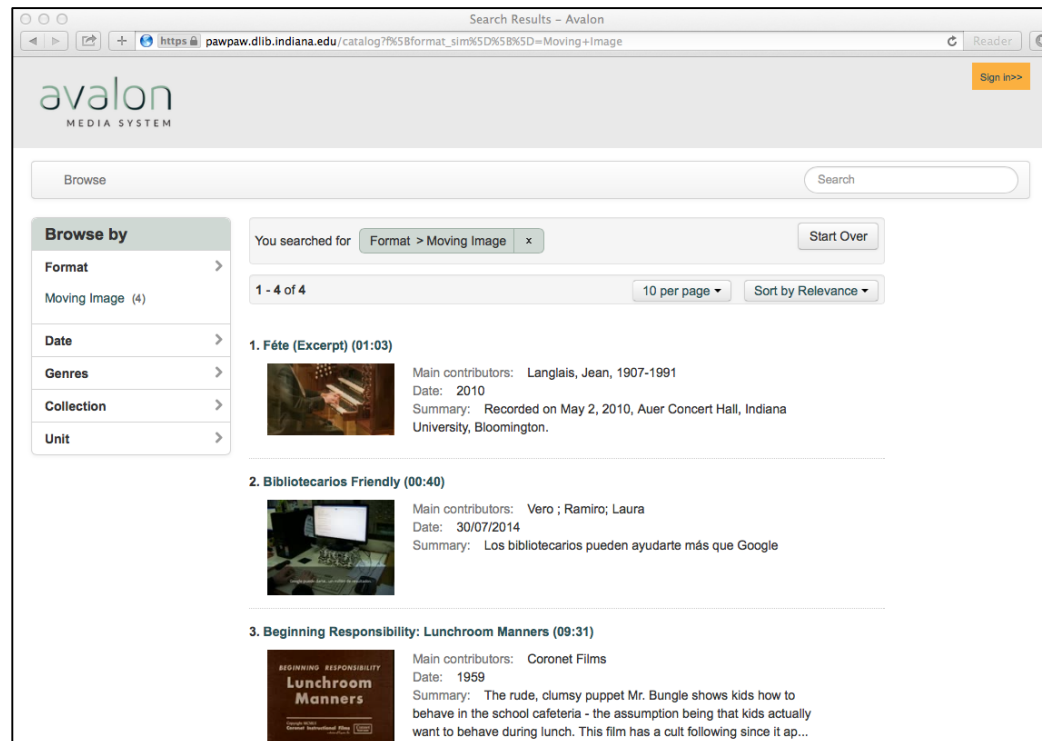 Search Results – Avalon
https pawpaw.dlib.indiana.edu/catalog?f%5Bformat_sim%5D%5B%5D=Moving+Image
Reader
Sign in>>
avalon
MEDIA SYSTEM
Browse
Search
Browse by
Format
Moving Image (4)
Date
Genres
Collection
Unit
You searched for Format > Moving Image x
Start Over
1 - 4 of 4
10 per page
Sort by Relevance
1. Féte (Excerpt) (01:03)
Main contributors: Langlais, Jean, 1907-1991
Date: 2010
Summary: Recorded on May 2, 2010, Auer Concert Hall, Indiana
University, Bloomington.
2. Bibliotecarios Friendly (00:40)
Main contributors: Vero ; Ramiro; Laura
Date: 30/07/2014
Summary: Los bibliotecarios pueden ayudarte más que Google
3. Beginning Responsibility: Lunchroom Manners (09:31)
BEGINNING RESPONSIBILITY
Lunchroom
Manners
Coronet Instructional Films
Main contributors: Coronet Films
Date: 1959
Summary: The rude, clumsy puppet Mr. Bungle shows kids how to
behave in the school cafeteria - the assumption being that kids actually
want to behave during lunch. This film has a cult following since it ap...